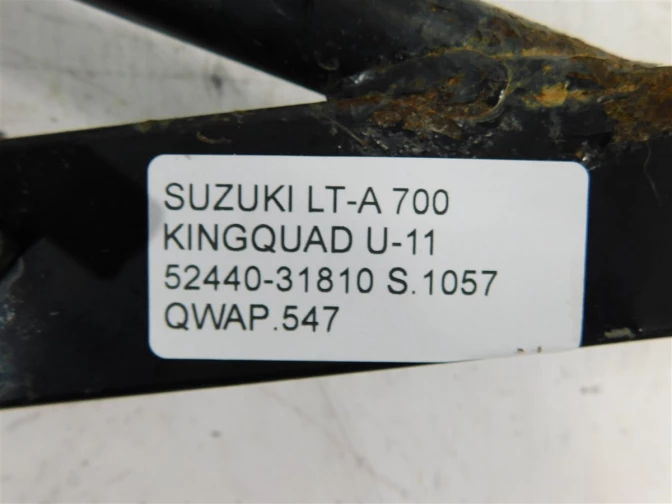 SUZUKI LT-A 700
KINGQUAD U-11
52440-31810 S.1057
QWAP.547